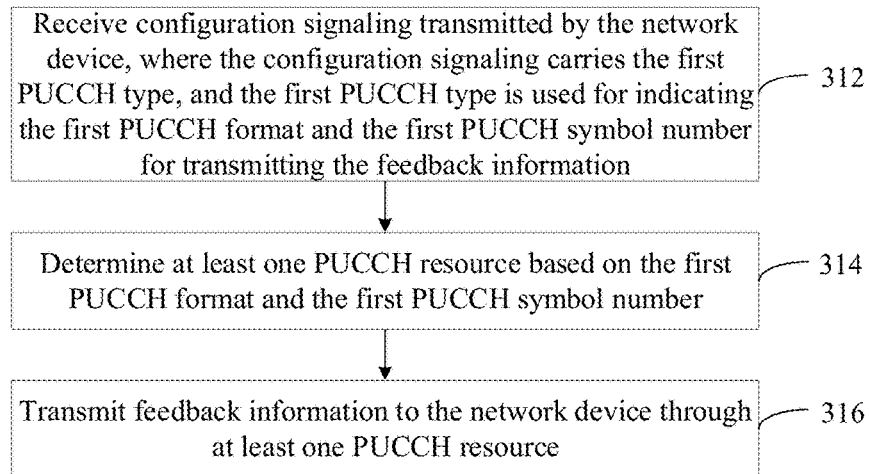 Receive configuration signaling transmitted by the network
device, where the configuration signaling carries the first
PUCCH type, and the first PUCCH type is used for indicating
the first PUCCH format and the first PUCCH symbol number
for transmitting the feedback information
312
Determine at least one PUCCH resource based on the first
PUCCH format and the first PUCCH symbol number
314
Transmit feedback information to the network device through
at least one PUCCH resource
316